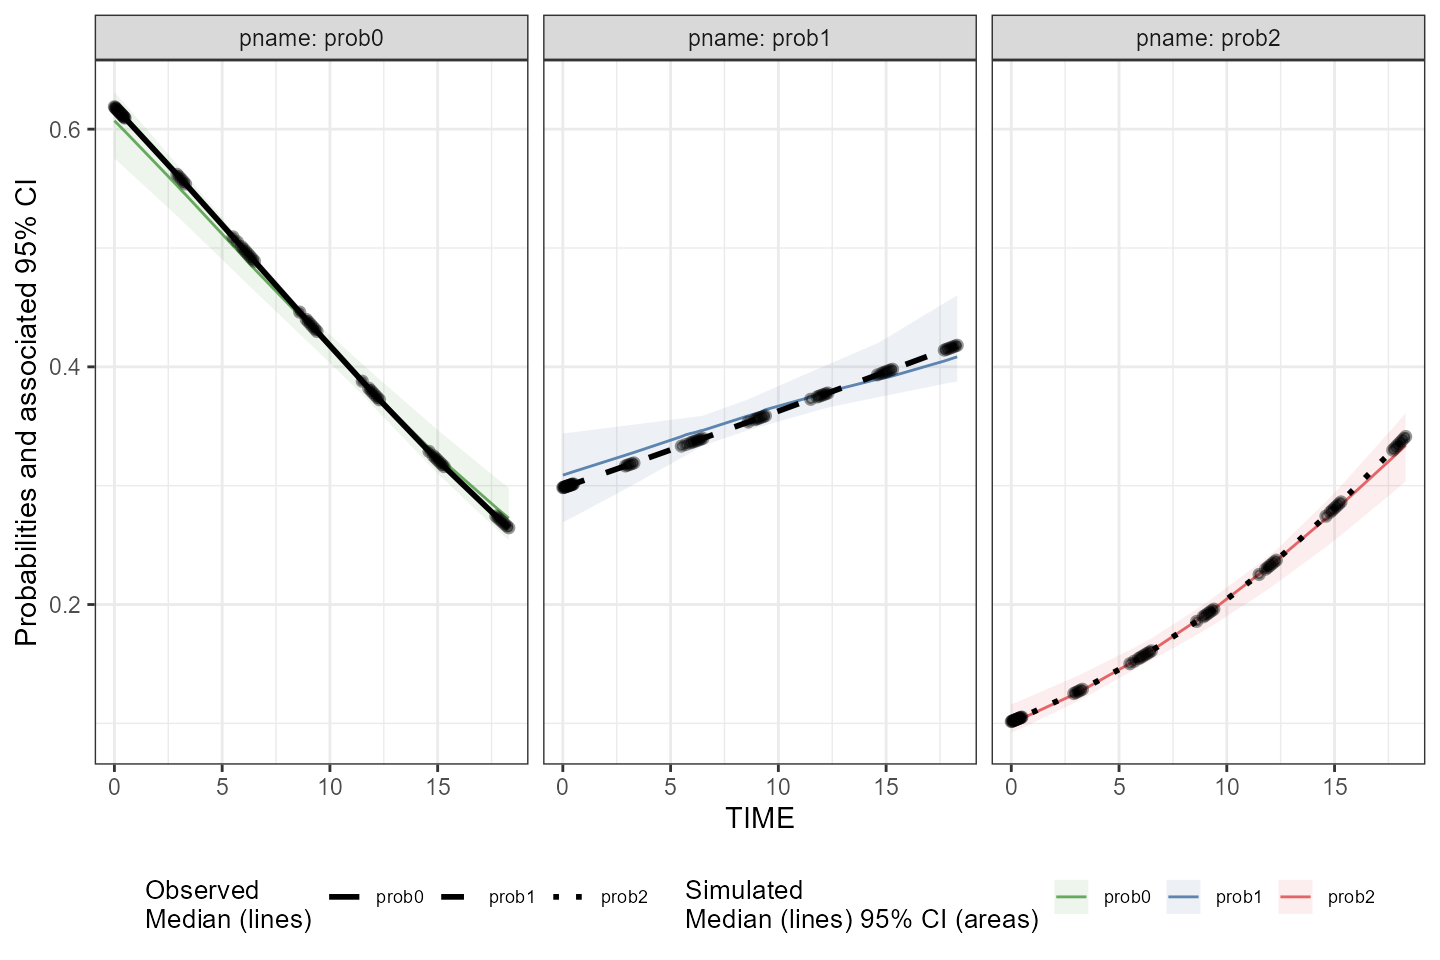 pname: prob0
pname: prob1
pname: prob2
Probabilities and associated 95% CI
0.6
0.4
0.2
0 5 10 15
0 5 10 15
0 5 10 15
TIME
Observed
Median (lines)
prob0
prob1
prob2
Simulated
Median (lines) 95% CI (areas)
prob0
prob1
prob2